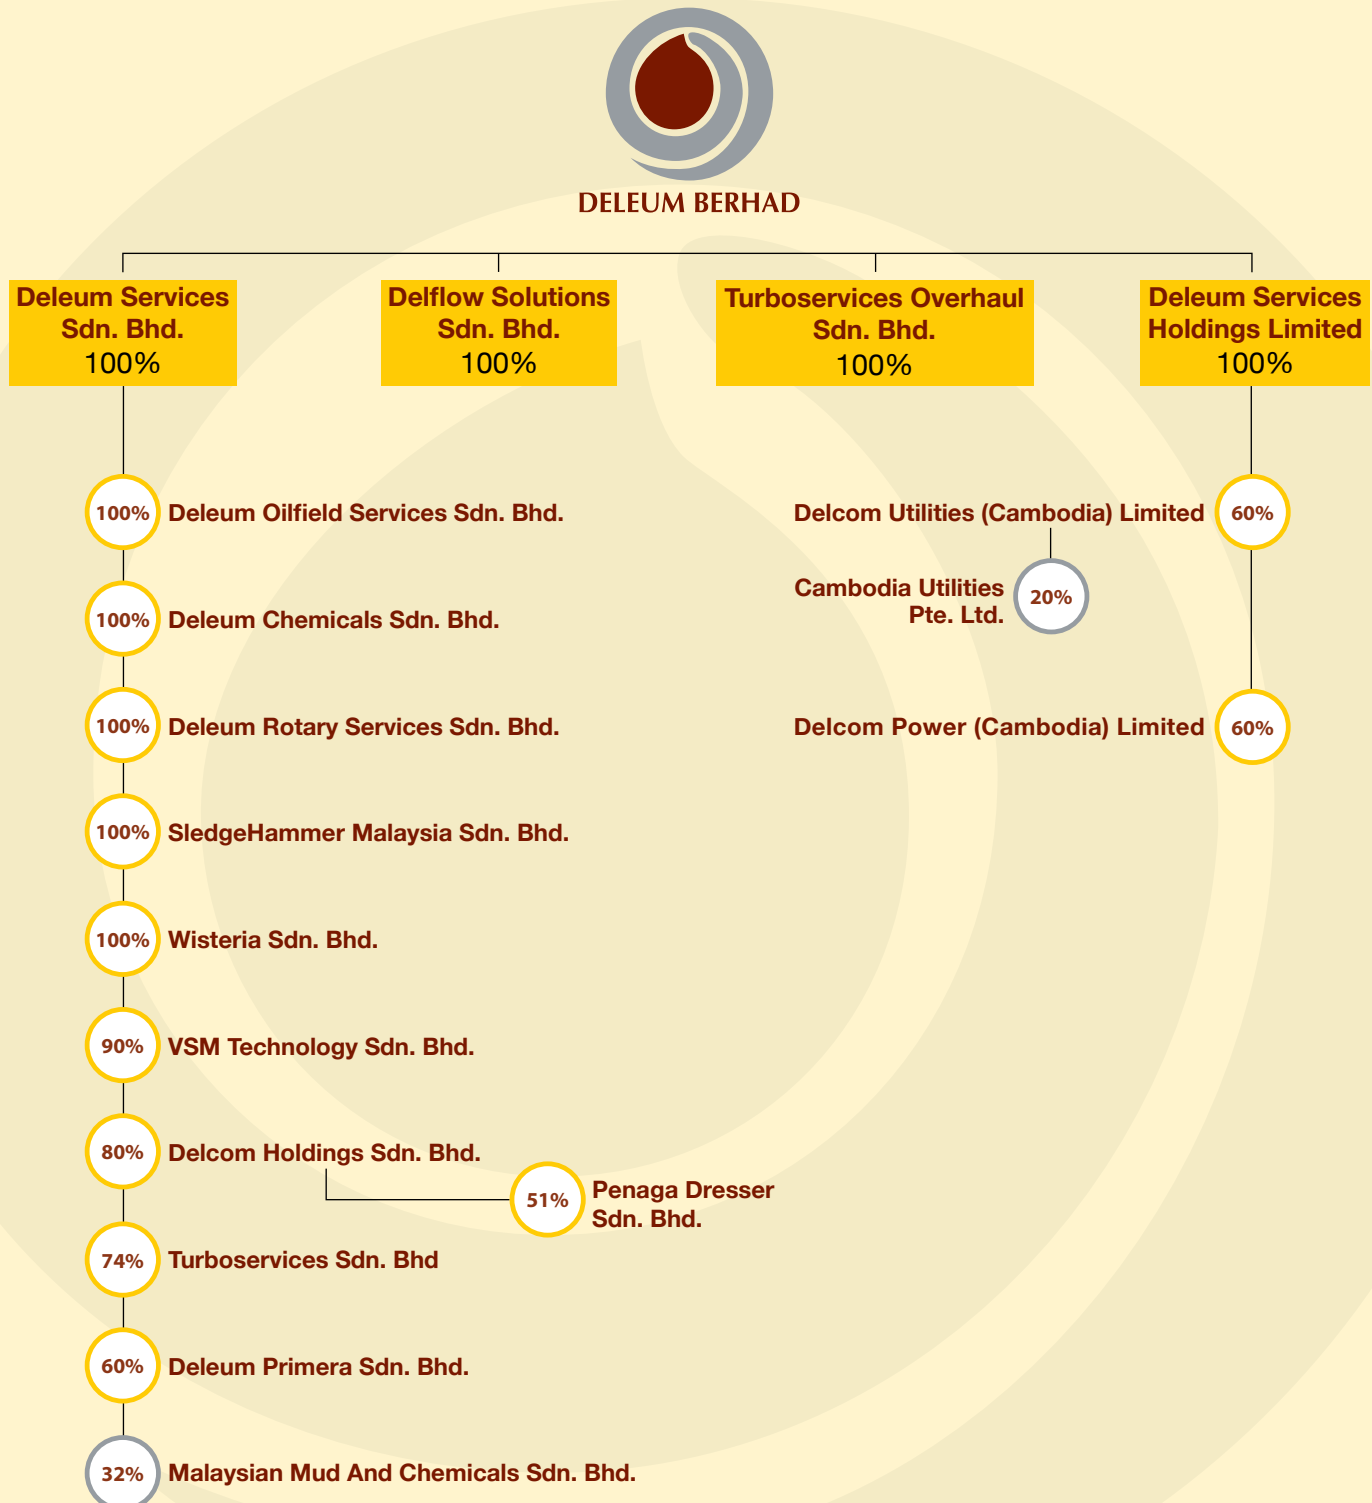 DELEUM BERHAD
Deleum Services
Sdn. Bhd.
100%
Delflow Solutions
Sdn. Bhd.
100%
Turboservices Overhaul
Sdn. Bhd.
100%
Deleum Services
Holdings Limited
100%
100% Deleum Oilfield Services Sdn. Bhd.
100% Deleum Chemicals Sdn. Bhd.
100% Deleum Rotary Services Sdn. Bhd.
100% SledgeHammer Malaysia Sdn. Bhd.
100% Wisteria Sdn. Bhd.
90% VSM Technology Sdn. Bhd.
80% Delcom Holdings Sdn. Bhd.
51%
Penaga Dresser
Sdn. Bhd.
74% Turboservices Sdn. Bhd
60% Deleum Primera Sdn. Bhd.
32% Malaysian Mud And Chemicals Sdn. Bhd.
Delcom Utilities (Cambodia) Limited 60%
Cambodia Utilities
Pte. Ltd.
20%
Delcom Power (Cambodia) Limited 60%